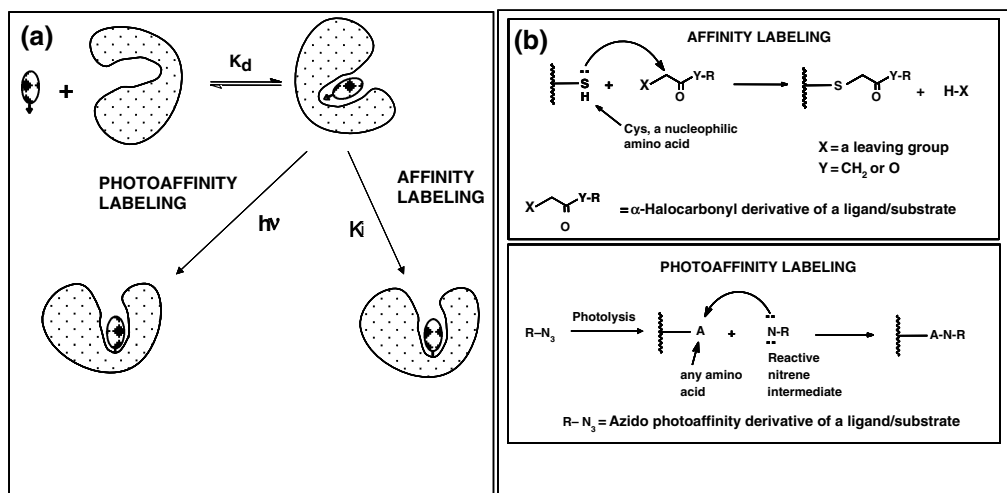 (a)
+
Kd
PHOTOAFFINITY
LABELING
AFFINITY
LABELING
hν
Ki
(b)
AFFINITY LABELING
S
H
+
X
Y-R
O
S
Y-R
O
+ H-X
Cys, a nucleophilic
amino acid
X = a leaving group
Y = CH2 or O
X
Y-R
O
= α-Halocarbonyl derivative of a ligand/substrate
PHOTOAFFINITY LABELING
R–N3
Photolysis
A
+
N-R
A-N-R
any amino
acid
Reactive
nitrene
intermediate
R– N3 = Azido photoaffinity derivative of a ligand/substrate